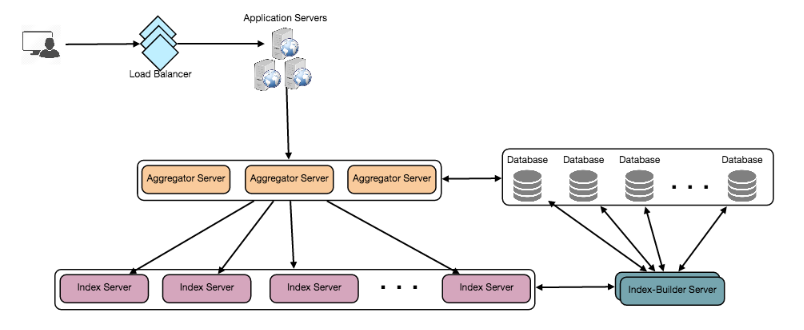 Application Servers
Load Balancer
Aggregator Server
Aggregator Server
Aggregator Server
Database
Database
Database
Database
Index Server
Index Server
Index Server
Index Server
Index-Builder Server